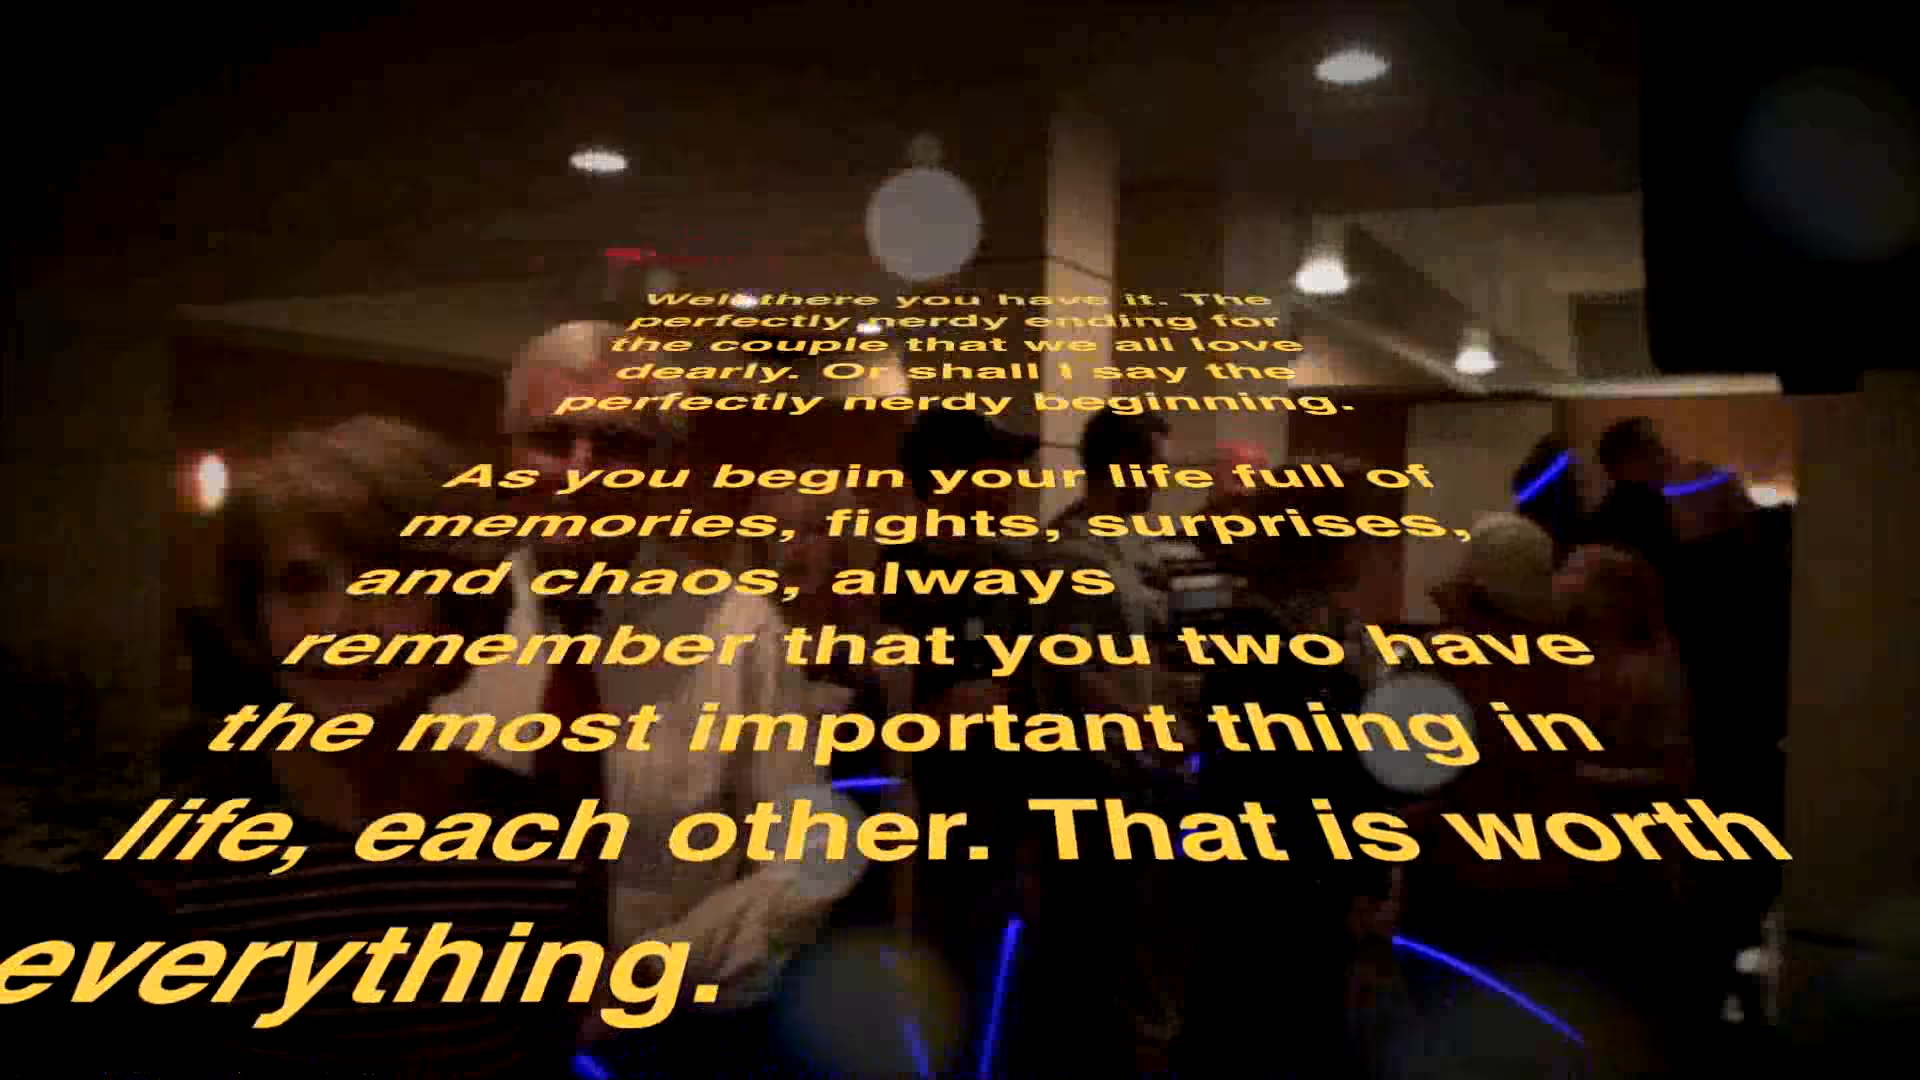 Well there you have it. The
perfectly nerdy ending for
the couple that we all love
dearly. Or shall I say the
perfectly nerdy beginning.
As you begin your life full of
memories, fights, surprises,
and chaos, always
remember that you two have
the most important thing in
life, each other. That is worth
everything.